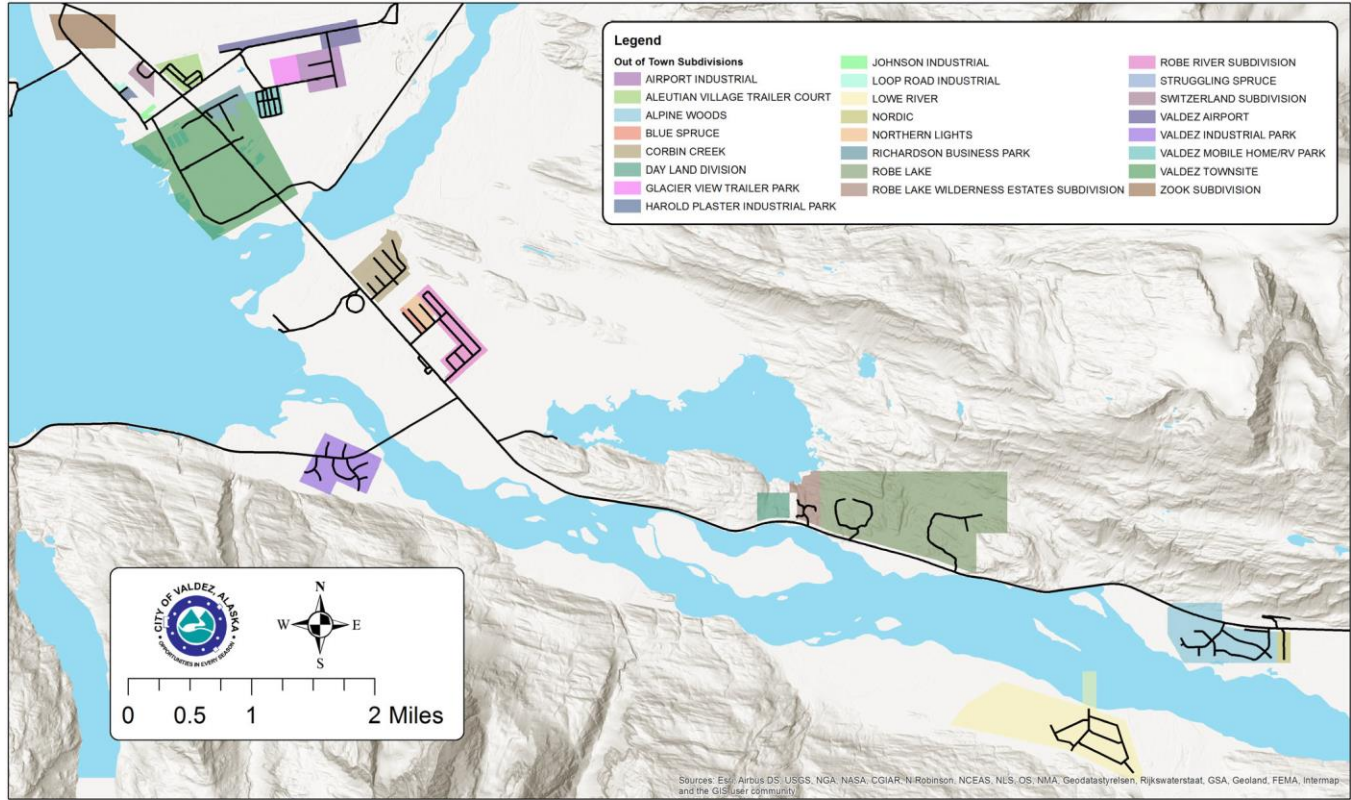 Legend
Out of Town Subdivisions
AIRPORT INDUSTRIAL
ALEUTIAN VILLAGE TRAILER COURT
ALPINE WOODS
BLUE SPRUCE
CORBIN CREEK
DAY LAND DIVISION
GLACIER VIEW TRAILER PARK
HAROLD PLASTER INDUSTRIAL PARK
JOHNSON INDUSTRIAL
LOOP ROAD INDUSTRIAL
LOWE RIVER
NORDIC
NORTHERN LIGHTS
RICHARDSON BUSINESS PARK
ROBE LAKE
ROBE LAKE WILDERNESS ESTATES SUBDIVISION
ROBE RIVER SUBDIVISION
STRUGGLING SPRUCE
SWITZERLAND SUBDIVISION
VALDEZ AIRPORT
VALDEZ INDUSTRIAL PARK
VALDEZ MOBILE HOME/RV PARK
VALDEZ TOWNSITE
ZOOK SUBDIVISION
CITY OF VALDEZ, ALASKA
• OPPORTUNITIES IN EVERY SEASON •
N
W E
S
0 0.5 1 2 Miles
Sources: Esri, Airbus DS, USGS, NGA, NASA, CGIAR, N Robinson, NCEAS, NLS, OS, NMA, Geodatastyrelsen, Rijkswaterstaat, GSA, Geoland, FEMA, Intermap
and the GIS user community